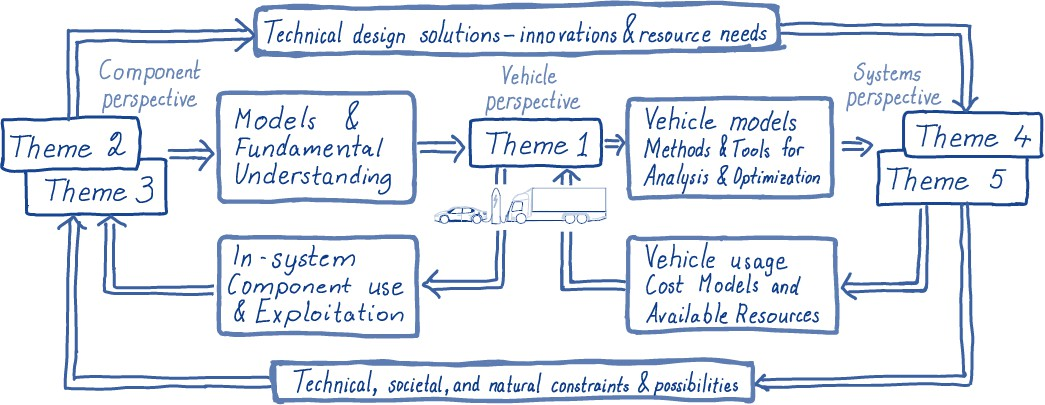 Technical design solutions – innovations & resource needs
Component
perspective
Vehicle
perspective
Systems
perspective
Theme 2
Theme 3
Models &
Fundamental
Understanding
Theme 1
Vehicle models
Methods & Tools for
Analysis & Optimization
Theme 4
Theme 5
In-system
Component use
& Exploitation
Vehicle usage
Cost Models and
Available Resources
Technical, societal, and natural constraints & possibilities